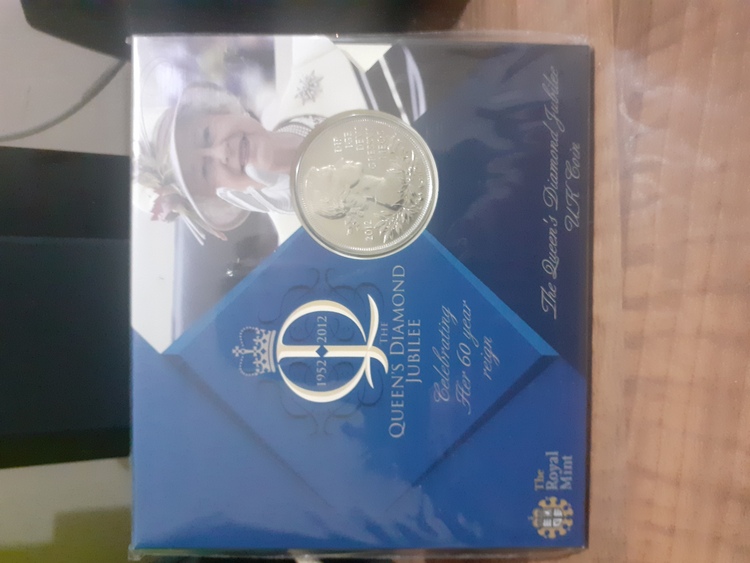 1952 2012
THE
QUEEN'S DIAMOND
JUBILEE
Celebrating
Her 60 year
reign
The Queen's Diamond Jubilee
UK Coin
The
Royal
Mint
2012